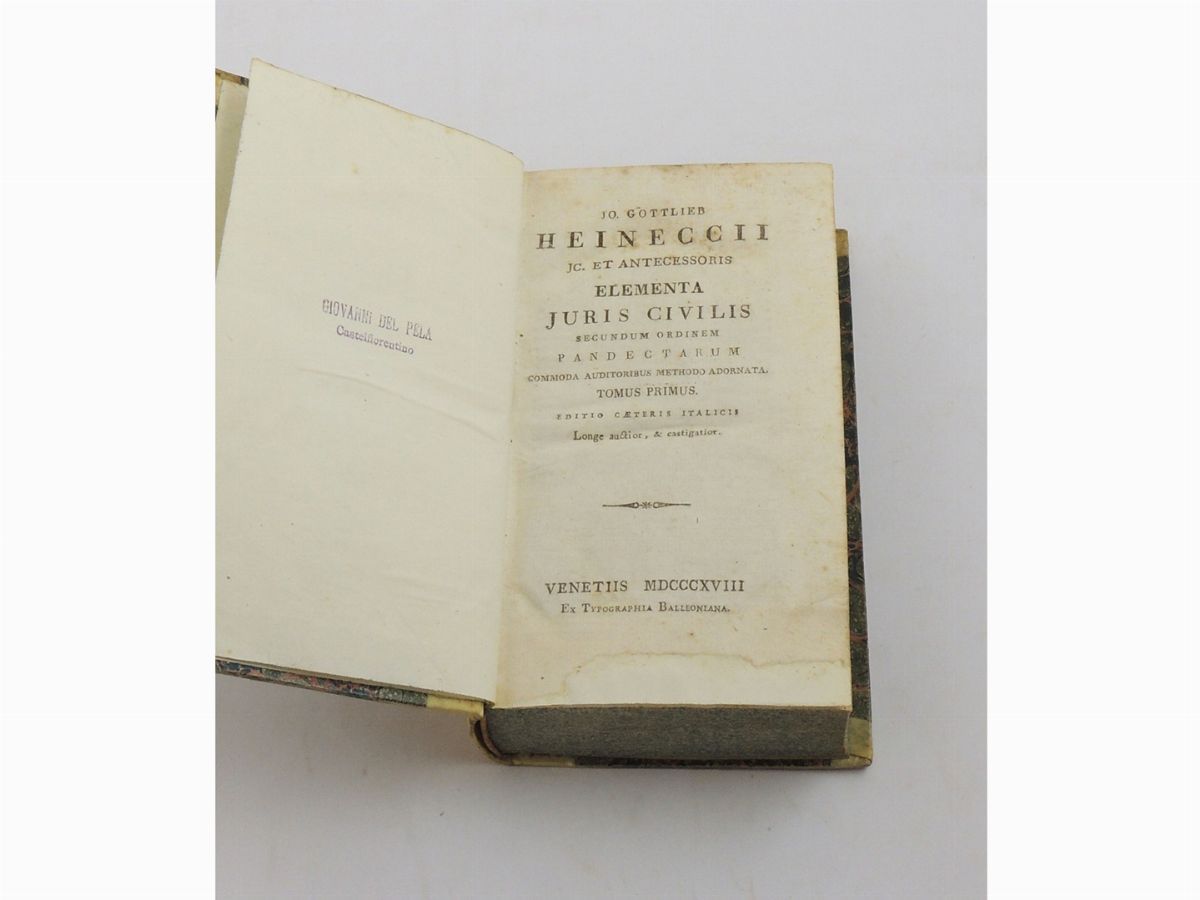 GIOVANNI DEL PELA
Castelfiorentino
JO. GOTTLIEB
HEINECCII
JC. ET ANTECESSORIS
ELEMENTA
JURIS CIVILIS
SECUNDUM ORDINEM
PANDECTARUM
COMMODA AUDITORIBUS METHODO ADORNATA.
TOMUS PRIMUS.
EDITIO CÆTERIS ITALICIS
Longe auctior, & castigatior.
VENETIIS MDCCCXVIII
EX TYPOGRAPHIA BALLEONIANA.